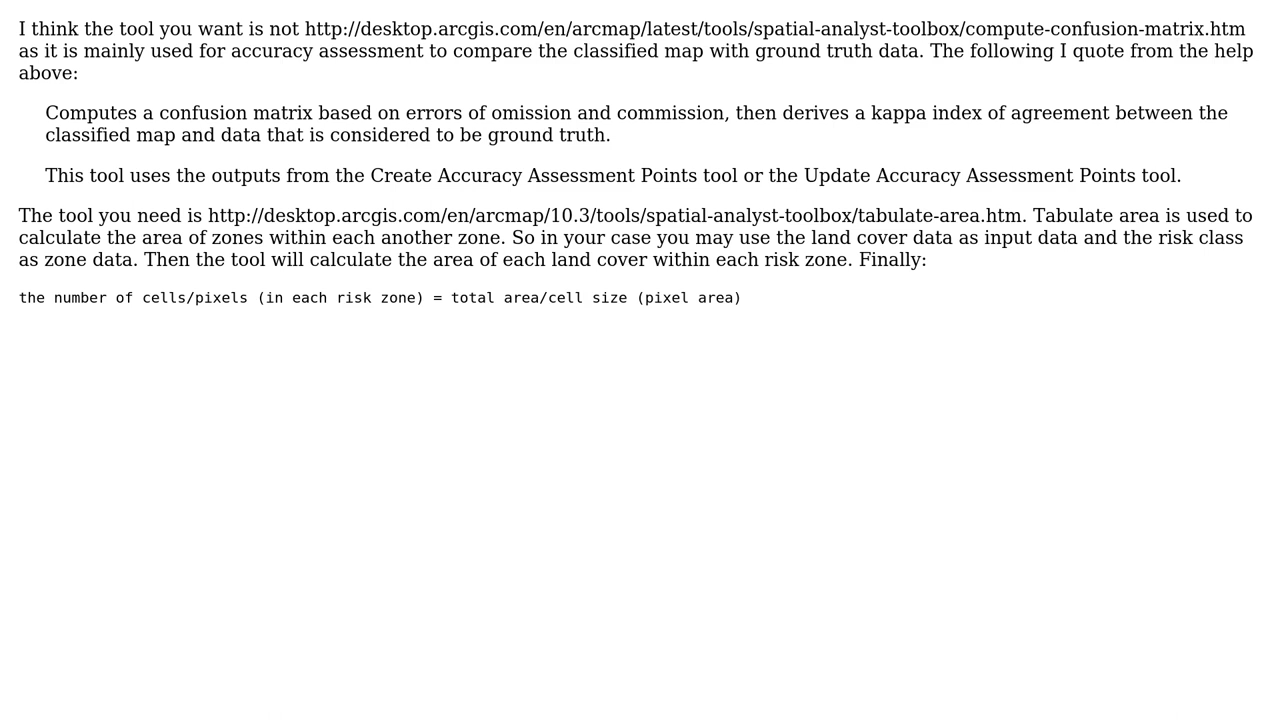 I think the tool you want is not http://desktop.arcgis.com/en/arcmap/latest/tools/spatial-analyst-toolbox/compute-confusion-matrix.htm
as it is mainly used for accuracy assessment to compare the classified map with ground truth data. The following I quote from the help
above:
Computes a confusion matrix based on errors of omission and commission, then derives a kappa index of agreement between the
classified map and data that is considered to be ground truth.
This tool uses the outputs from the Create Accuracy Assessment Points tool or the Update Accuracy Assessment Points tool.
The tool you need is http://desktop.arcgis.com/en/arcmap/10.3/tools/spatial-analyst-toolbox/tabulate-area.htm. Tabulate area is used to
calculate the area of zones within each another zone. So in your case you may use the land cover data as input data and the risk class
as zone data. Then the tool will calculate the area of each land cover within each risk zone. Finally:
the number of cells/pixels (in each risk zone) = total area/cell size (pixel area)